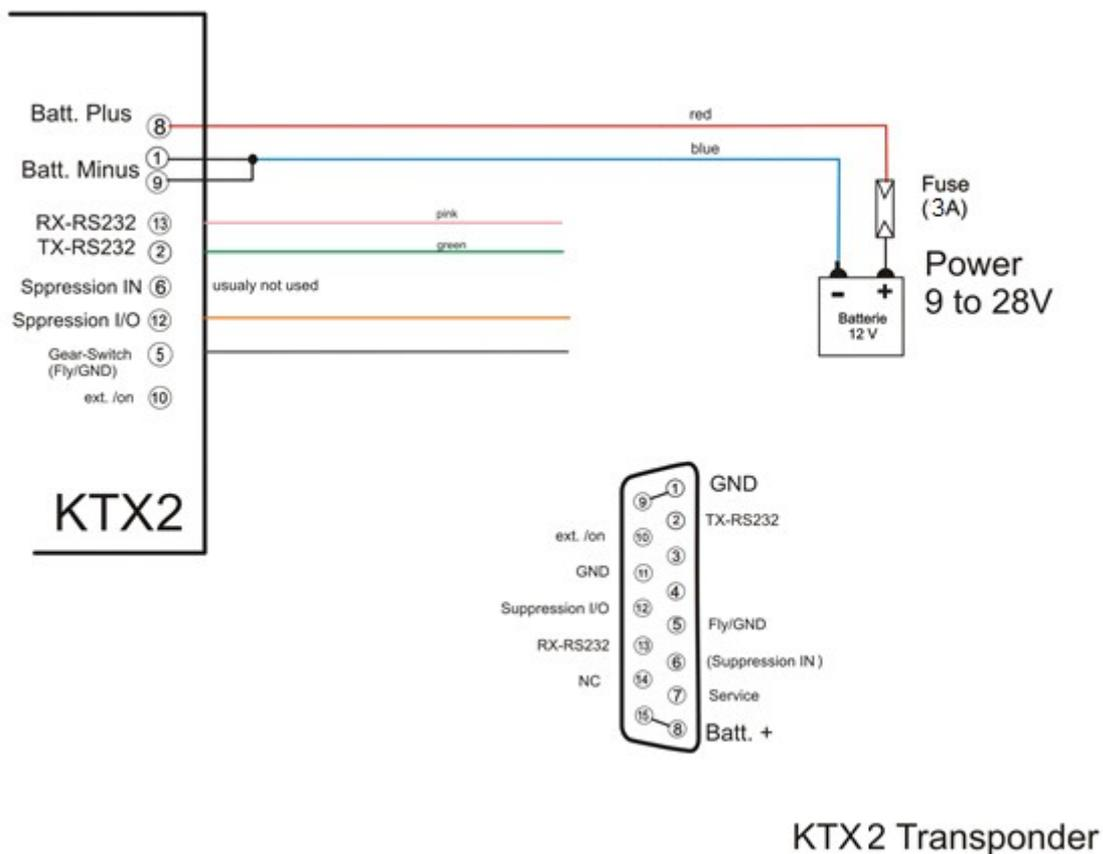 Batt. Plus
8
red
1
blue
Batt. Minus
9
Fuse
(3A)
RX-RS232 13
pink
TX-RS232 2
green
Power
9 to 28V
Sppression IN 6 usualy not used
- +
Batterie
12 V
Sppression I/O 12
Gear-Switch 5
(Fly/GND)
ext. /on 10
KTX2
1 GND
9
2 TX-RS232
ext. /on 10
3
GND 11
4
Suppression I/O 12
5 Fly/GND
RX-RS232 13
6 (Suppression IN )
NC 14
7 Service
15
8 Batt. +
KTX2 Transponder